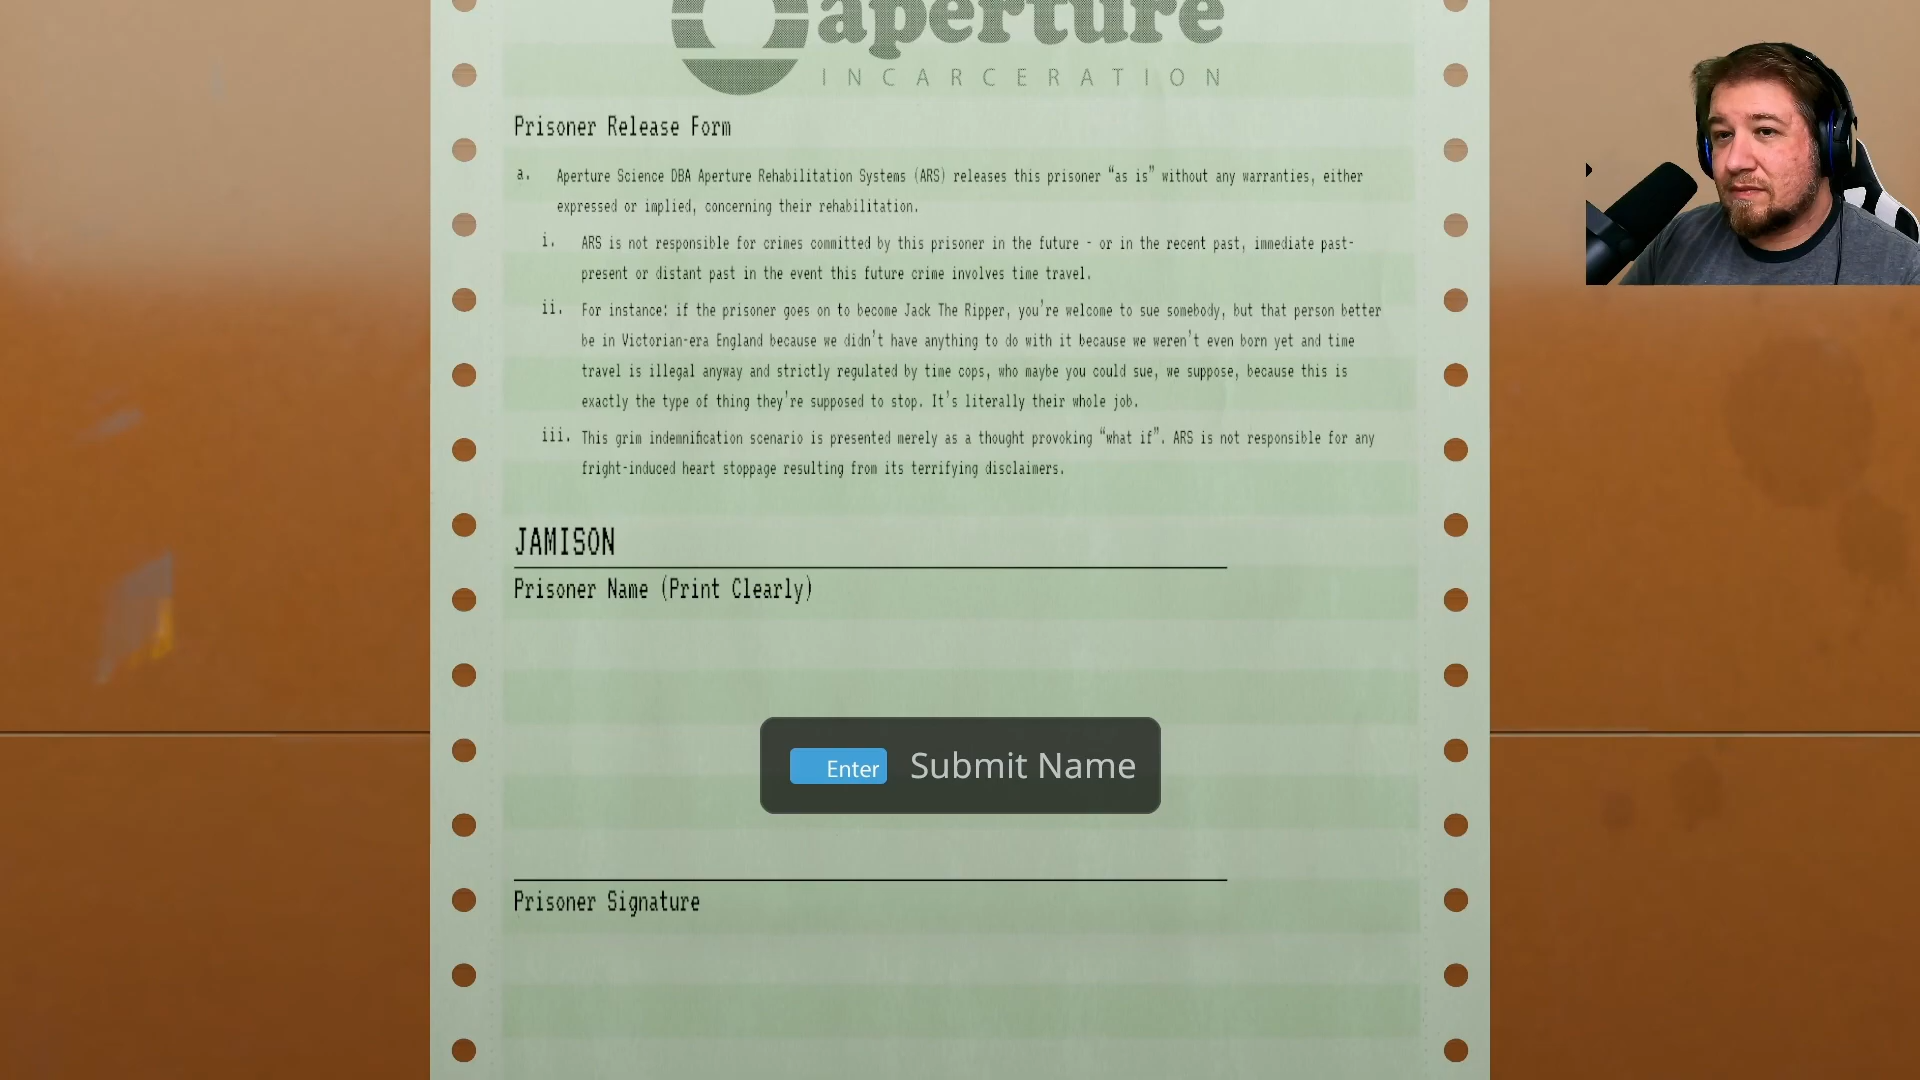 aperture
INCARCERATION
Prisoner Release Form
a. Aperture Science DBA Aperture Rehabilitation Systems (ARS) releases this prisoner “as is” without any warranties, either
expressed or implied, concerning their rehabilitation.
i. ARS is not responsible for crimes committed by this prisoner in the future - or in the recent past, immediate past-
present or distant past in the event this future crime involves time travel.
ii. For instance: if the prisoner goes on to become Jack The Ripper, you’re welcome to sue somebody, but that person better
be in Victorian-era England because we didn’t have anything to do with it because we weren’t even born yet and time
travel is illegal anyway and strictly regulated by time cops, who maybe you could sue, we suppose, because this is
exactly the type of thing they’re supposed to stop. It’s literally their whole job.
iii. This grim indemnification scenario is presented merely as a thought provoking “what if”. ARS is not responsible for any
fright-induced heart stoppage resulting from its terrifying disclaimers.
JAMISON
Prisoner Name (Print Clearly)
Enter Submit Name
Prisoner Signature